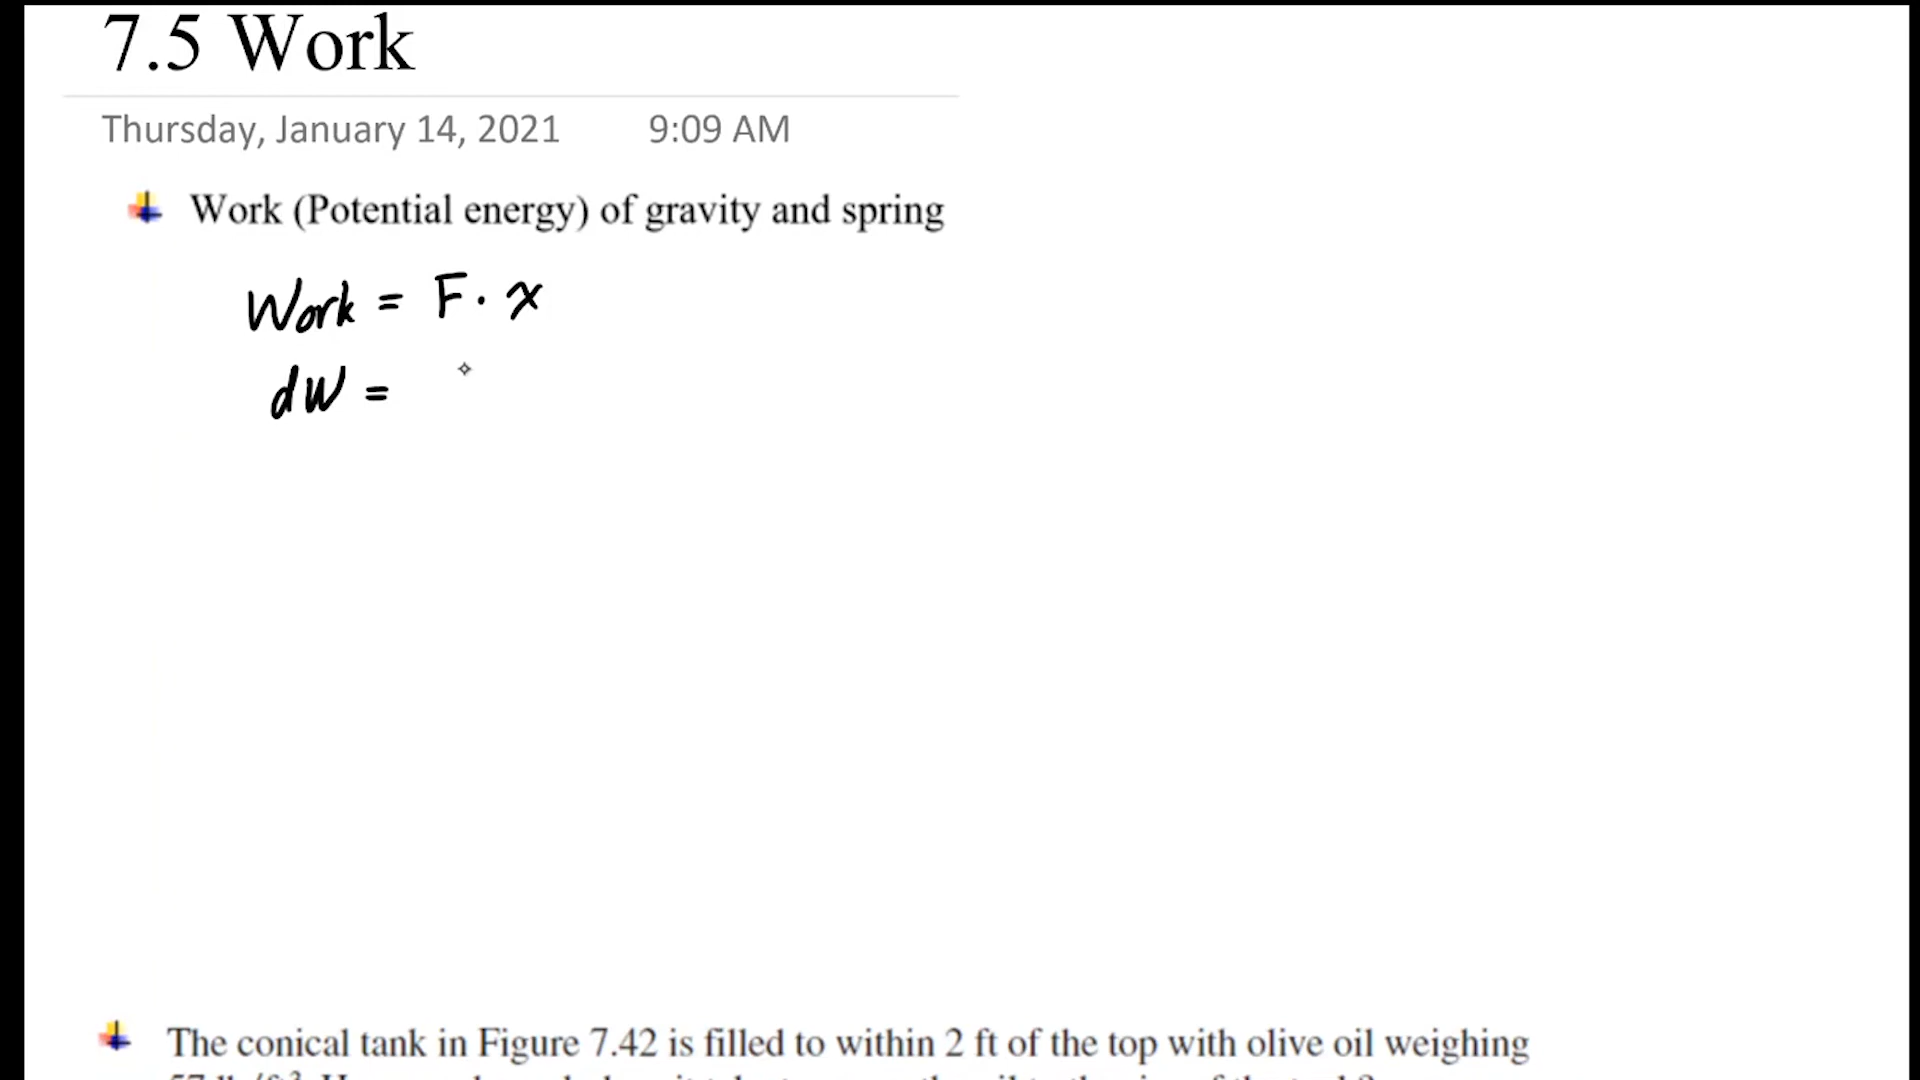 7.5 Work
Thursday, January 14, 2021 9:09 AM
Work (Potential energy) of gravity and spring
Work = F · x
dW =
The conical tank in Figure 7.42 is filled to within 2 ft of the top with olive oil weighing